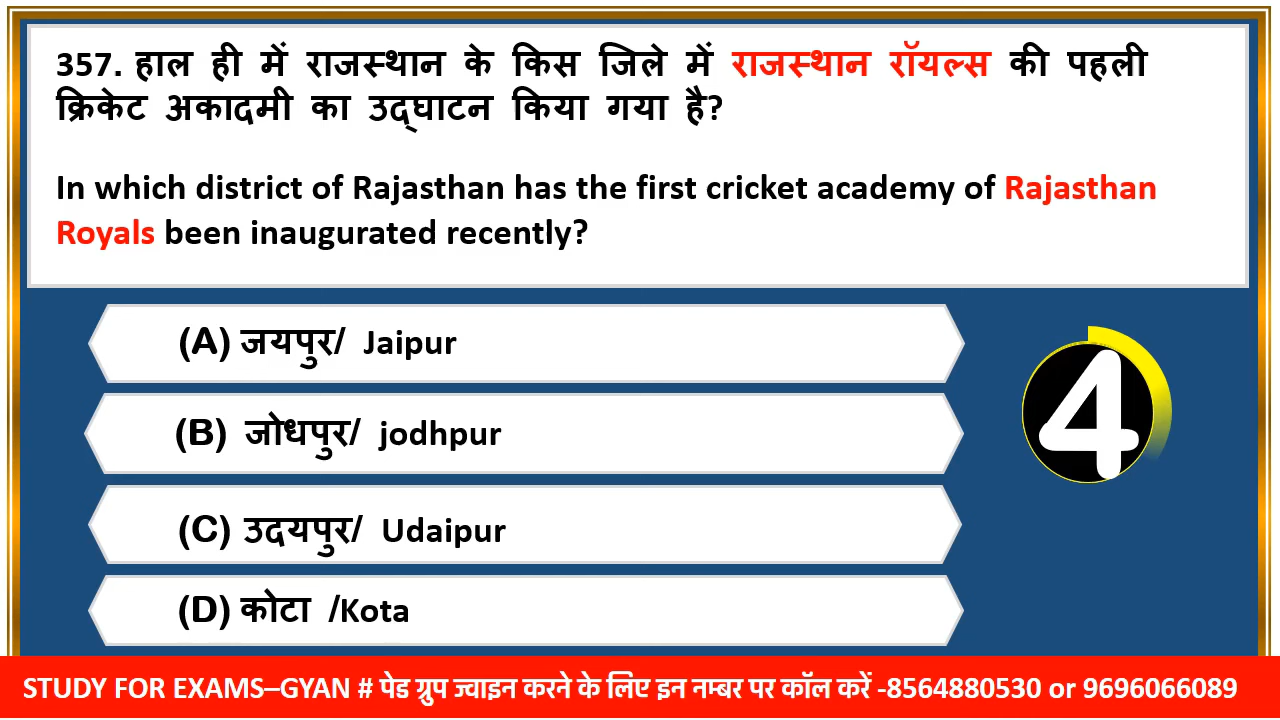 357. हाल ही में राजस्थान के किस जिले में राजस्थान रॉयल्स की पहली
क्रिकेट अकादमी का उद्घाटन किया गया है?
In which district of Rajasthan has the first cricket academy of Rajasthan
Royals been inaugurated recently?
(A) जयपुर/ Jaipur
(B) जोधपुर/ jodhpur
4
(C) उदयपुर/ Udaipur
(D) कोटा /Kota
STUDY FOR EXAMS–GYAN # पेड ग्रुप ज्वाइन करने के लिए इन नम्बर पर कॉल करें -8564880530 or 9696066089